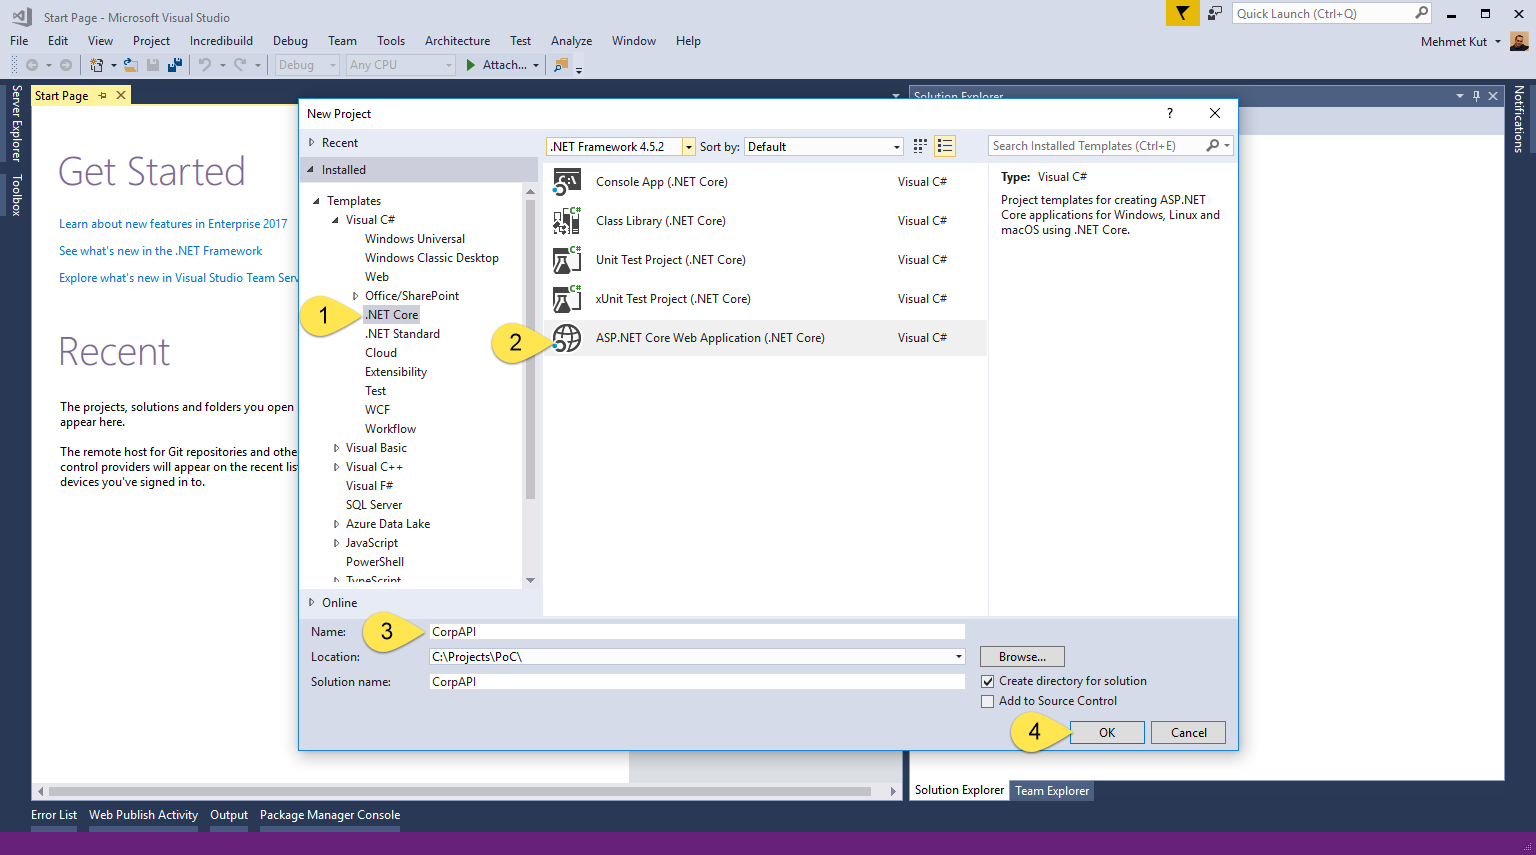 Start Page - Microsoft Visual Studio
Quick Launch (Ctrl+Q)
File Edit View Project Incredibuild Debug Team Tools Architecture Test Analyze Window Help
Mehmet Kut
Debug Any CPU Attach...
Server Explorer
Toolbox
Start Page
Get Started
Learn about new features in Enterprise 2017
See what's new in the .NET Framework
Explore what's new in Visual Studio Team Serv
Recent
The projects, solutions and folders you open
appear here.
The remote host for Git repositories and othe
control providers will appear on the recent lis
devices you've signed in to.
New Project
?
Recent
Installed
Templates
Visual C#
Windows Universal
Windows Classic Desktop
Web
Office/SharePoint
1
.NET Core
.NET Standard
Cloud
Extensibility
Test
WCF
Workflow
Visual Basic
Visual C++
Visual F#
SQL Server
Azure Data Lake
JavaScript
PowerShell
TypeScript
Online
.NET Framework 4.5.2 Sort by: Default
Console App (.NET Core) Visual C#
Class Library (.NET Core) Visual C#
Unit Test Project (.NET Core) Visual C#
xUnit Test Project (.NET Core) Visual C#
2 ASP.NET Core Web Application (.NET Core) Visual C#
Search Installed Templates (Ctrl+E)
Type: Visual C#
Project templates for creating ASP.NET
Core applications for Windows, Linux and
macOS using .NET Core.
Name: 3 CorpAPI
Location: C:\Projects\PoC\ Browse...
Solution name: CorpAPI
Create directory for solution
Add to Source Control
4 OK Cancel
Solution Explorer
Notifications
Solution Explorer Team Explorer
Error List Web Publish Activity Output Package Manager Console